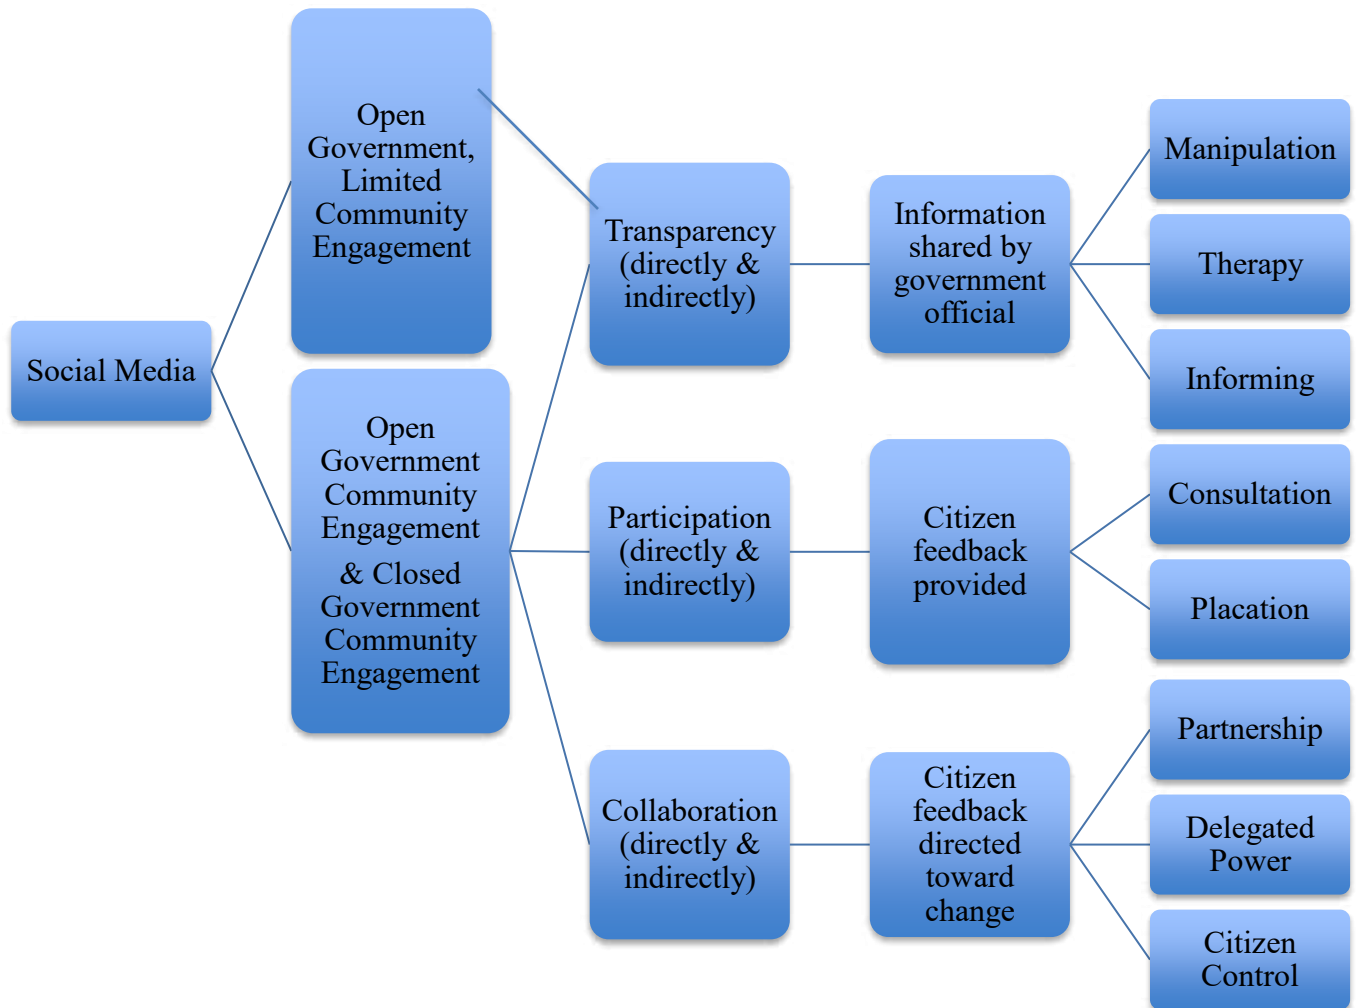 Social Media
Open
Government,
Limited
Community
Engagement
Open
Government
Community
Engagement
& Closed
Government
Community
Engagement
Transparency
(directly &
indirectly)
Participation
(directly &
indirectly)
Collaboration
(directly &
indirectly)
Information
shared by
government
official
Citizen
feedback
provided
Citizen
feedback
directed
toward
change
Manipulation
Therapy
Informing
Consultation
Placation
Partnership
Delegated
Power
Citizen
Control